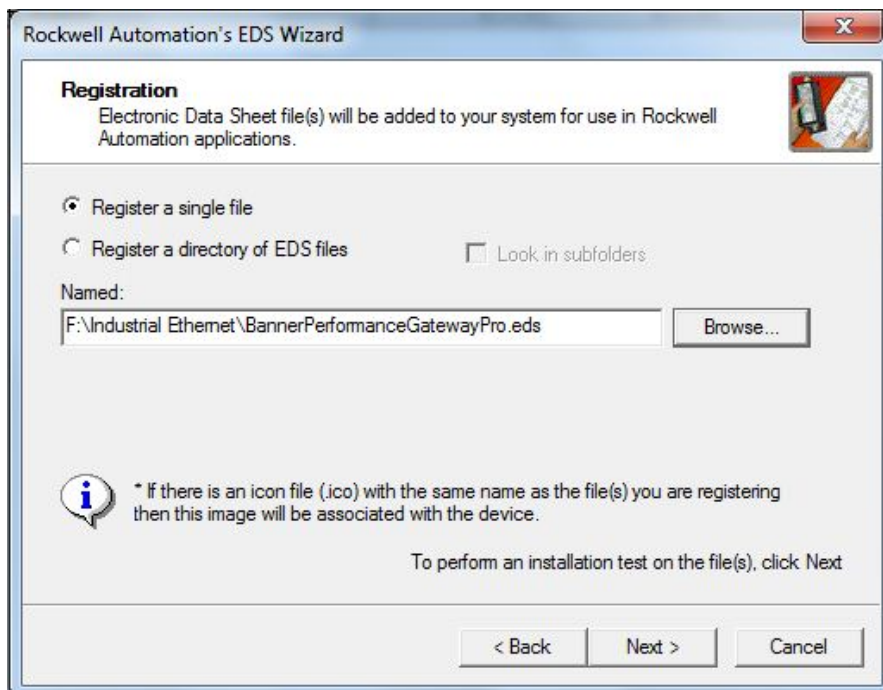 Rockwell Automation's EDS Wizard
Registration
Electronic Data Sheet file(s) will be added to your system for use in Rockwell
Automation applications.
Register a single file
Register a directory of EDS files
Look in subfolders
Named:
F:\Industrial Ethernet\BannerPerformanceGatewayPro.eds
Browse...
* If there is an icon file (.ico) with the same name as the file(s) you are registering
then this image will be associated with the device.
To perform an installation test on the file(s), click Next
< Back
Next >
Cancel